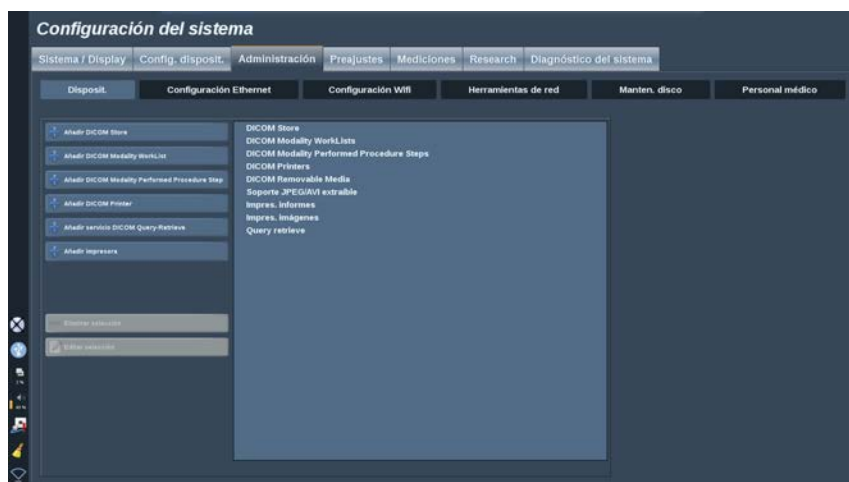 Configuración del sistema
Sistema / Display Config. disposit. Administración Preajustes Mediciones Research Diagnóstico del sistema
Disposit. Configuración Ethernet Configuración Wifi Herramientas de red Manten. disco Personal médico
Añadir DICOM Store
Añadir DICOM Modality WorkList
Añadir DICOM Modality Performed Procedure Step
Añadir DICOM Printer
Añadir servicio DICOM Query-Retrieve
Añadir impresora
Eliminar selección
Editar selección
DICOM Store
DICOM Modality WorkLists
DICOM Modality Performed Procedure Steps
DICOM Printers
DICOM Removable Media
Soporte JPEG/AVI extraíble
Impres. informes
Impres. imágenes
Query retrieve